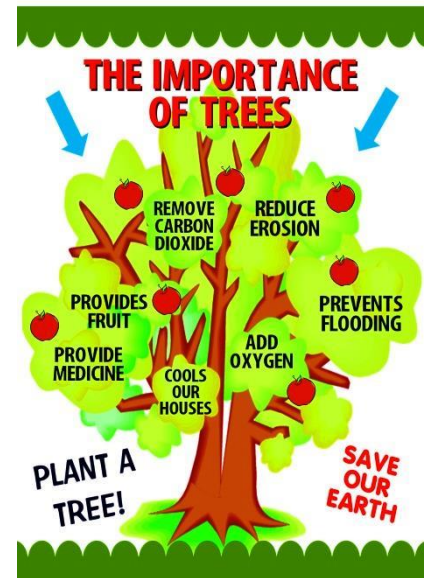 THE IMPORTANCE
OF TREES
REMOVE
CARBON
DIOXIDE
REDUCE
EROSION
PROVIDES
FRUIT
PREVENTS
FLOODING
PROVIDE
MEDICINE
COOLS
OUR
HOUSES
ADD
OXYGEN
PLANT A
TREE!
SAVE
OUR
EARTH